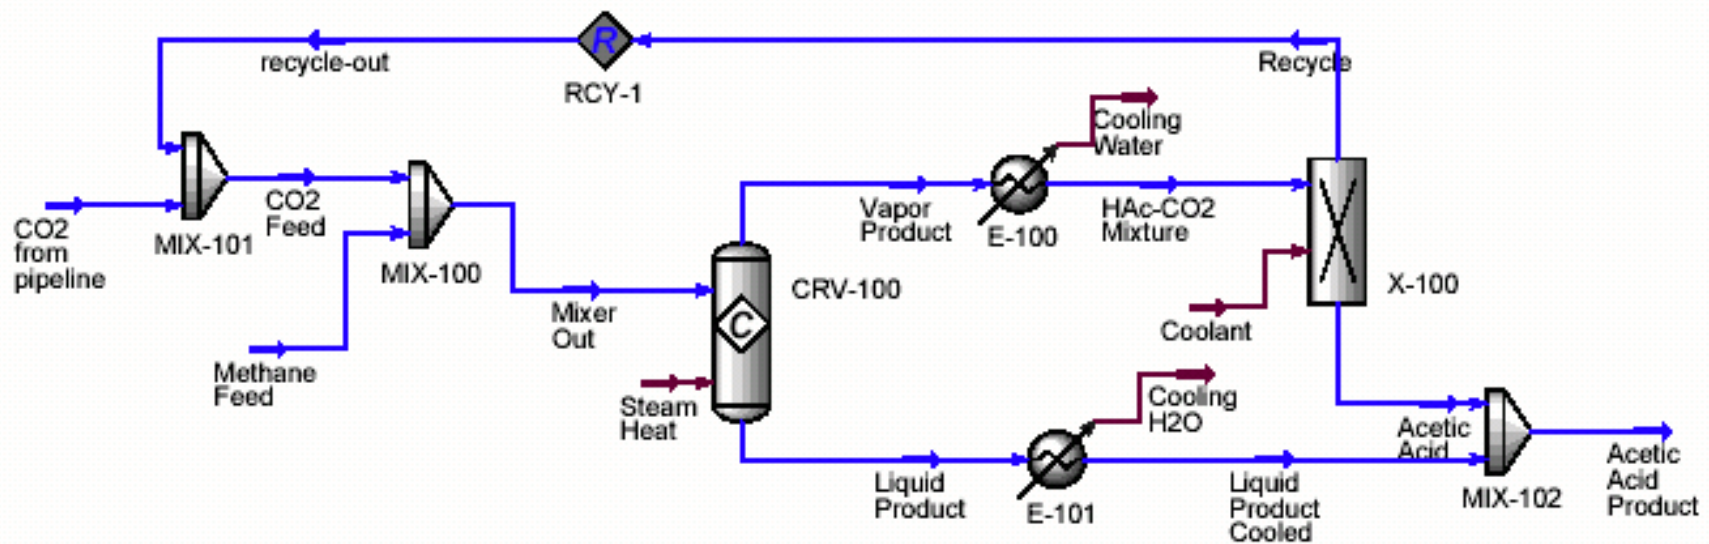 recycle-out
R
RCY-1
Recycle
Cooling
Water
CO2
from
pipeline
MIX-101
CO2
Feed
MIX-100
Vapor
Product
E-100
HAc-CO2
Mixture
X-100
Coolant
Methane
Feed
Mixer
Out
CRV-100
C
Steam
Heat
Cooling
H2O
Liquid
Product
E-101
Liquid
Product
Cooled
Acetic
Acid
MIX-102
Acetic
Acid
Product